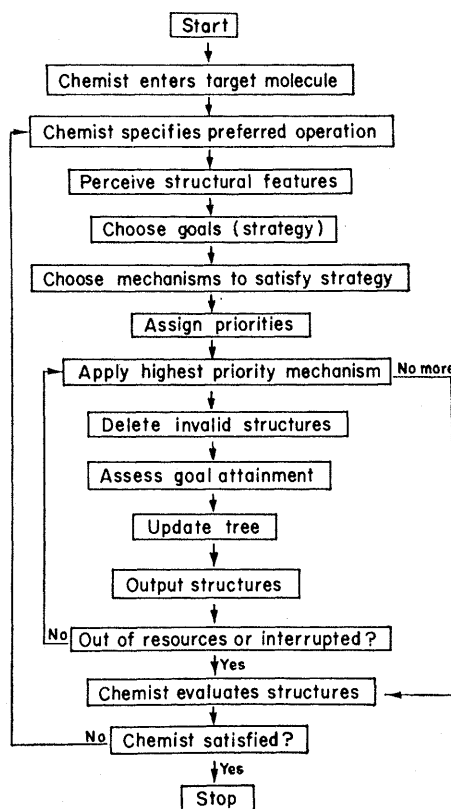 Start
Chemist enters target molecule
Chemist specifies preferred operation
Perceive structural features
Choose goals (strategy)
Choose mechanisms to satisfy strategy
Assign priorities
Apply highest priority mechanism
No more
Delete invalid structures
Assess goal attainment
Update tree
Output structures
No
Out of resources or interrupted?
Yes
Chemist evaluates structures
No
Chemist satisfied?
Yes
Stop